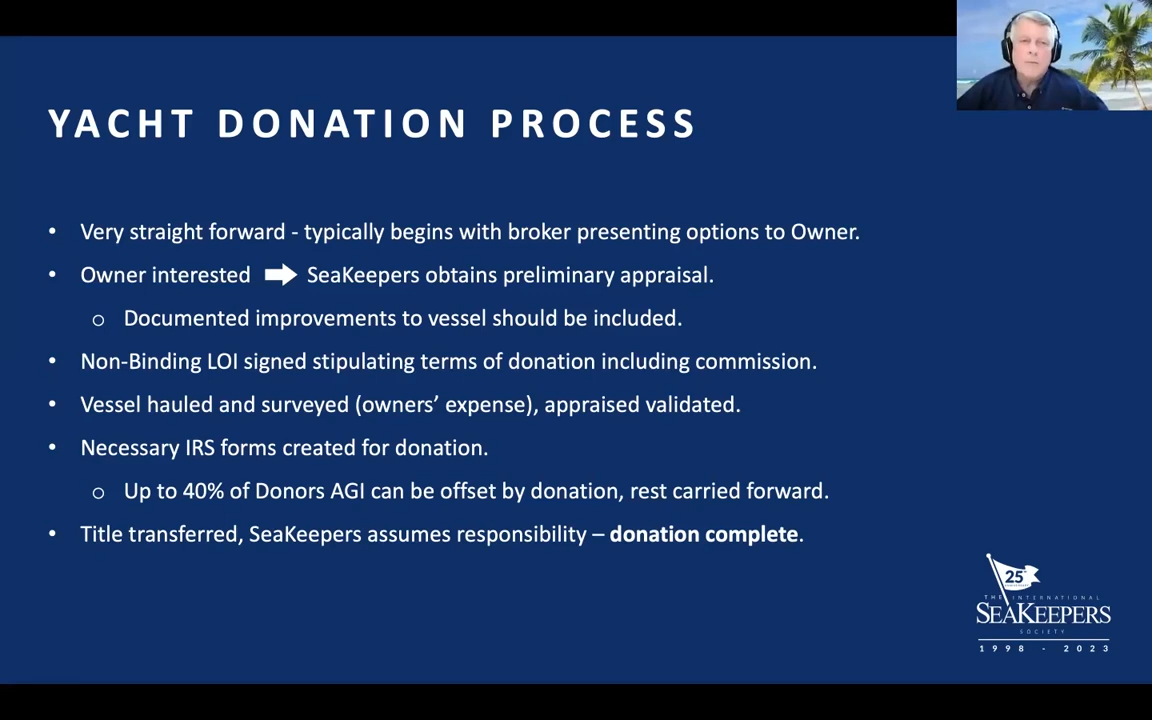 YACHT DONATION PROCESS
• Very straight forward - typically begins with broker presenting options to Owner.
• Owner interested ➡ SeaKeepers obtains preliminary appraisal.
o Documented improvements to vessel should be included.
• Non-Binding LOI signed stipulating terms of donation including commission.
• Vessel hauled and surveyed (owners’ expense), appraised validated.
• Necessary IRS forms created for donation.
o Up to 40% of Donors AGI can be offset by donation, rest carried forward.
• Title transferred, SeaKeepers assumes responsibility – donation complete.
25
THE INTERNATIONAL
SEAKEEPERS
SOCIETY
1998 - 2023